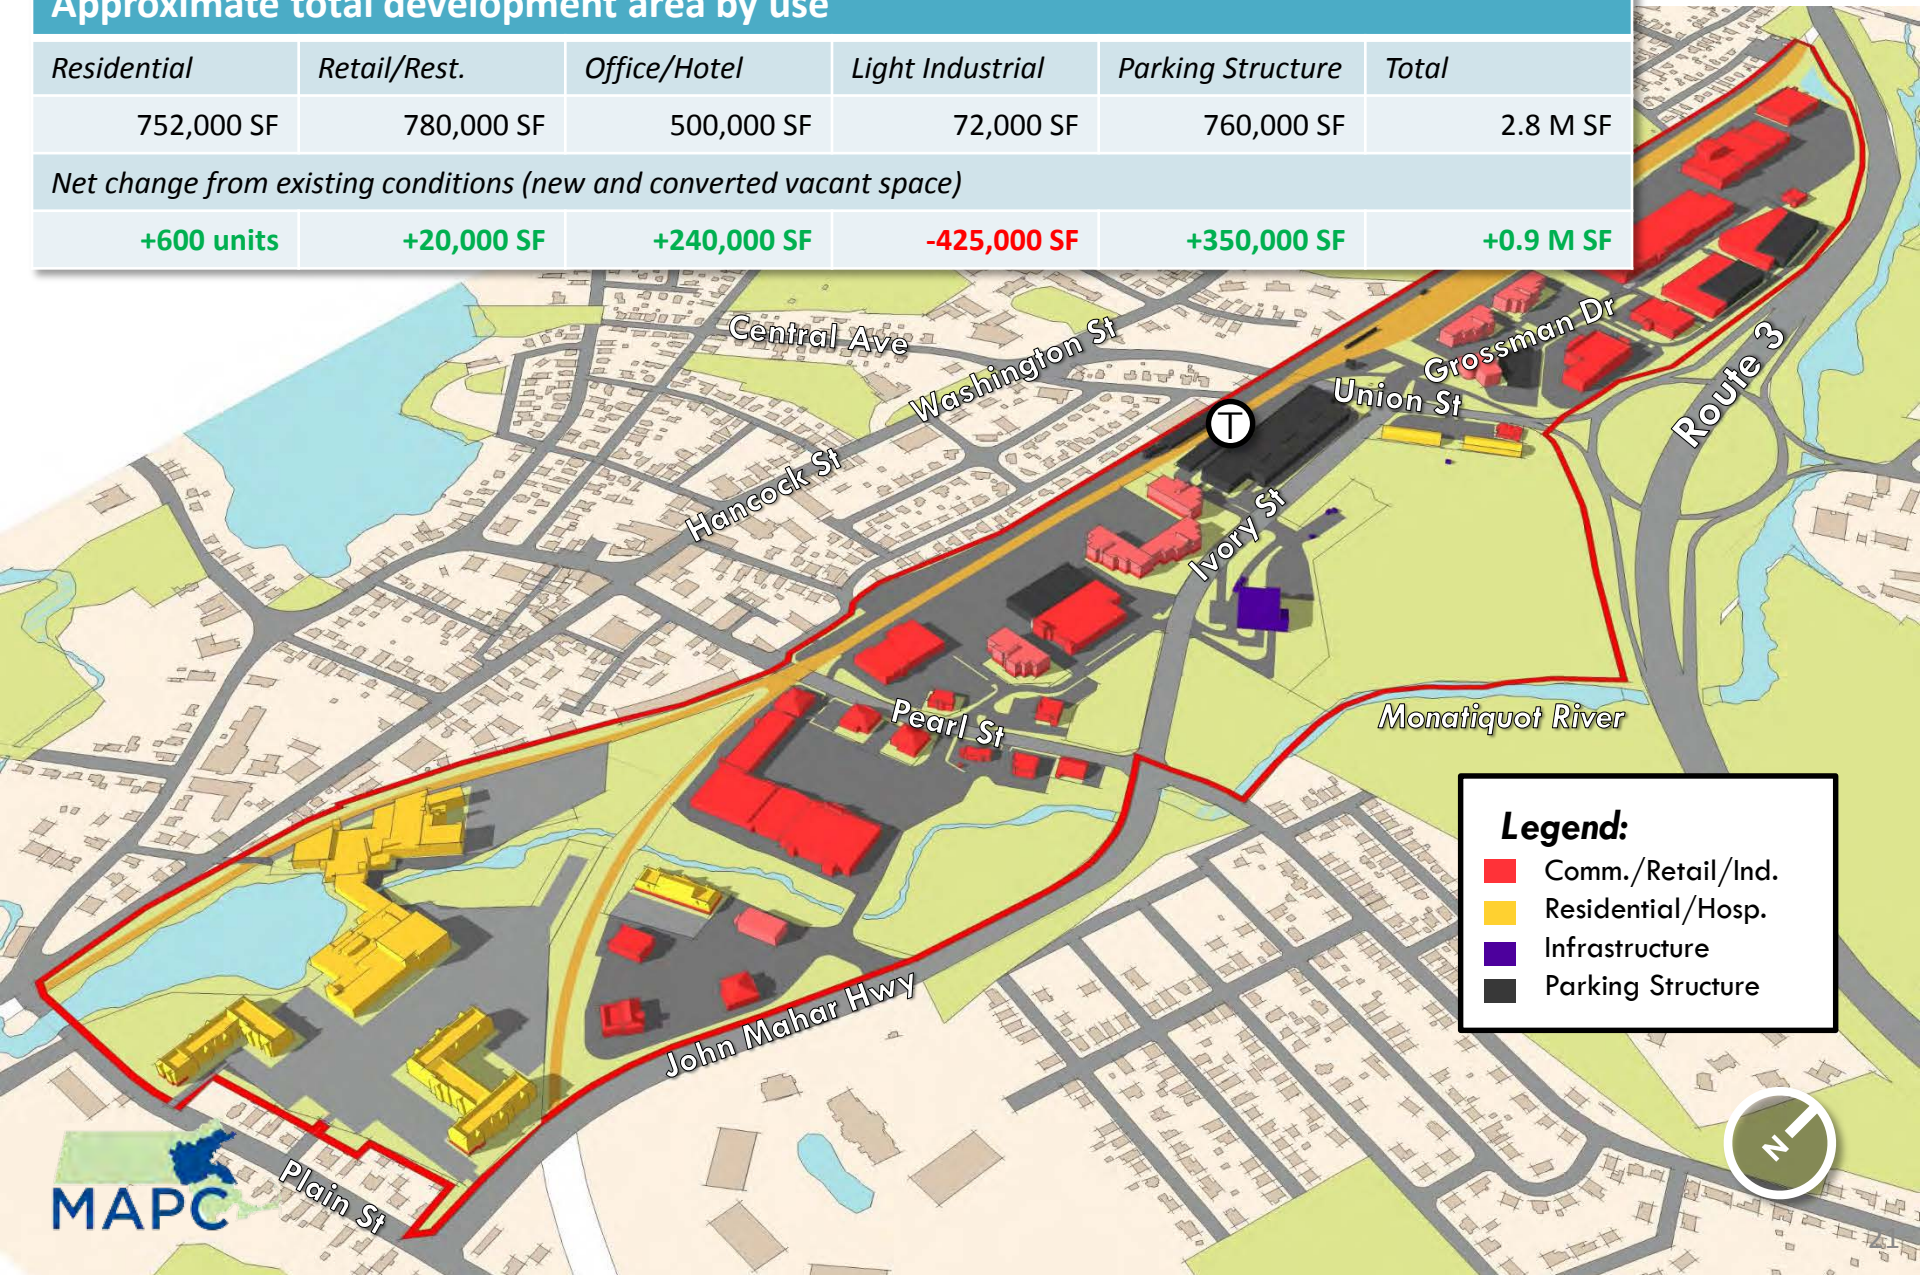 Approximate total development area by use
Residential Retail/Rest. Office/Hotel Light Industrial Parking Structure Total
752,000 SF 780,000 SF 500,000 SF 72,000 SF 760,000 SF 2.8 M SF
Net change from existing conditions (new and converted vacant space)
+600 units +20,000 SF +240,000 SF -425,000 SF +350,000 SF +0.9 M SF
Central Ave
Washington St
Grossman Dr
Route 3
Union St
T
Hancock St
Ivory St
Pearl St
Monatiquot River
John Mahar Hwy
Plain St
Legend:
Comm./Retail/Ind.
Residential/Hosp.
Infrastructure
Parking Structure
N
MAPC
21